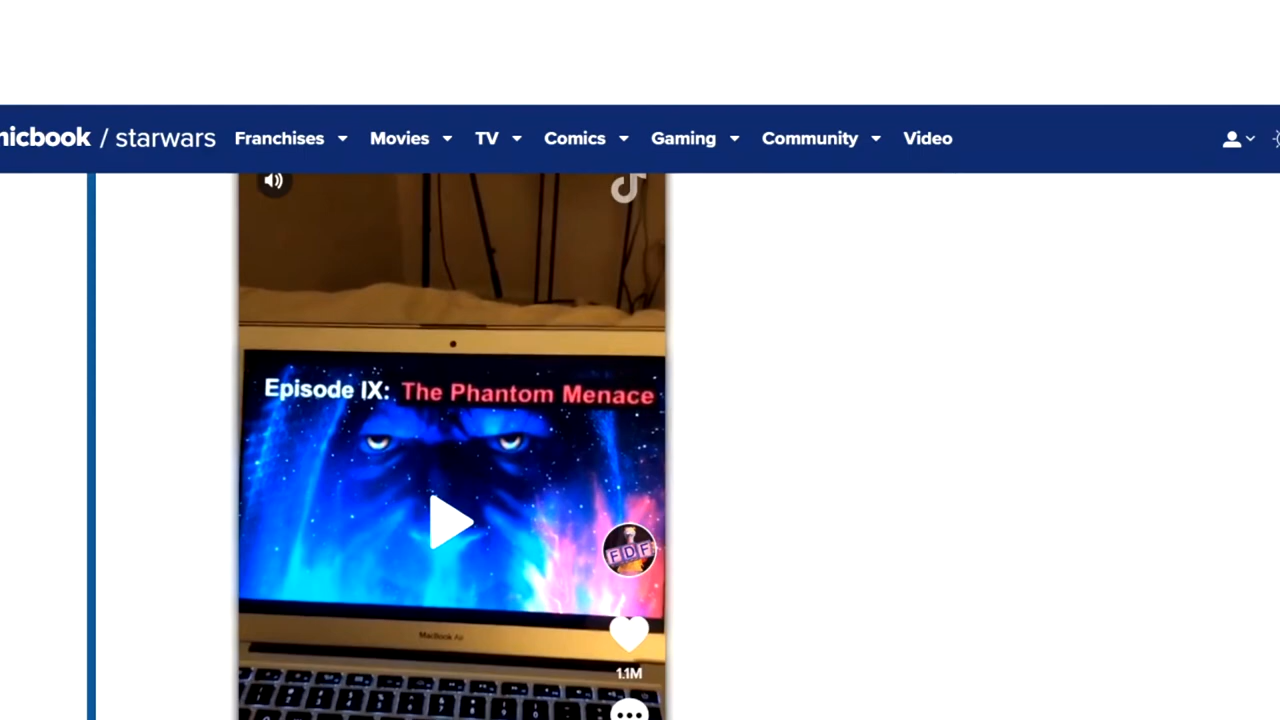 nicbook / starwars Franchises Movies TV Comics Gaming Community Video
Episode IX: The Phantom Menace
FDF
MacBook Air
1.1M